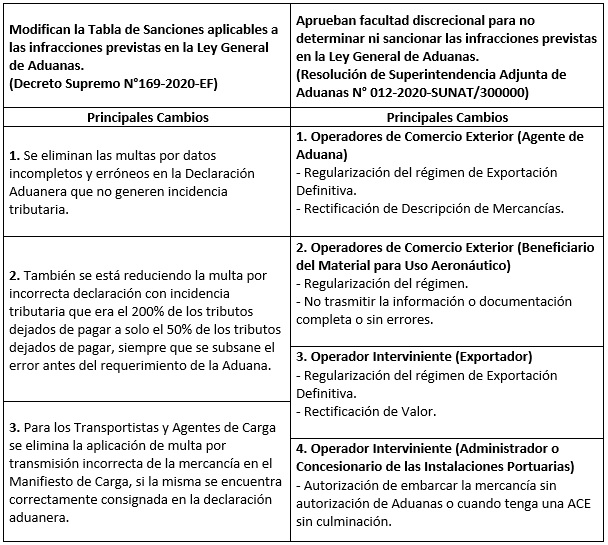 Modifican la Tabla de Sanciones aplicables a
las infracciones previstas en la Ley General
de Aduanas.
(Decreto Supremo N°169-2020-EF)
Principales Cambios
1. Se eliminan las multas por datos
incompletos y erróneos en la Declaración
Aduanera que no generen incidencia
tributaria.
2. También se está reduciendo la multa por
incorrecta declaración con incidencia
tributaria que era el 200% de los tributos
dejados de pagar a solo el 50% de los tributos
dejados de pagar, siempre que se subsane el
error antes del requerimiento de la Aduana.
3. Para los Transportistas y Agentes de Carga
se elimina la aplicación de multa por
transmisión incorrecta de la mercancía en el
Manifiesto de Carga, si la misma se encuentra
correctamente consignada en la declaración
aduanera.
Aprueban facultad discrecional para no
determinar ni sancionar las infracciones previstas
en la Ley General de Aduanas.
(Resolución de Superintendencia Adjunta de
Aduanas N° 012-2020-SUNAT/300000)
Principales Cambios
1. Operadores de Comercio Exterior (Agente de
Aduana)
- Regularización del régimen de Exportación
Definitiva.
- Rectificación de Descripción de Mercancías.
2. Operadores de Comercio Exterior (Beneficiario
del Material para Uso Aeronáutico)
- Regularización del régimen.
- No trasmitir la información o documentación
completa o sin errores.
3. Operador Interviniente (Exportador)
- Regularización del régimen de Exportación
Definitiva.
- Rectificación de Valor.
4. Operador Interviniente (Administrador o
Concesionario de las Instalaciones Portuarias)
- Autorización de embarcar la mercancía sin
autorización de Aduanas o cuando tenga una ACE
sin culminación.